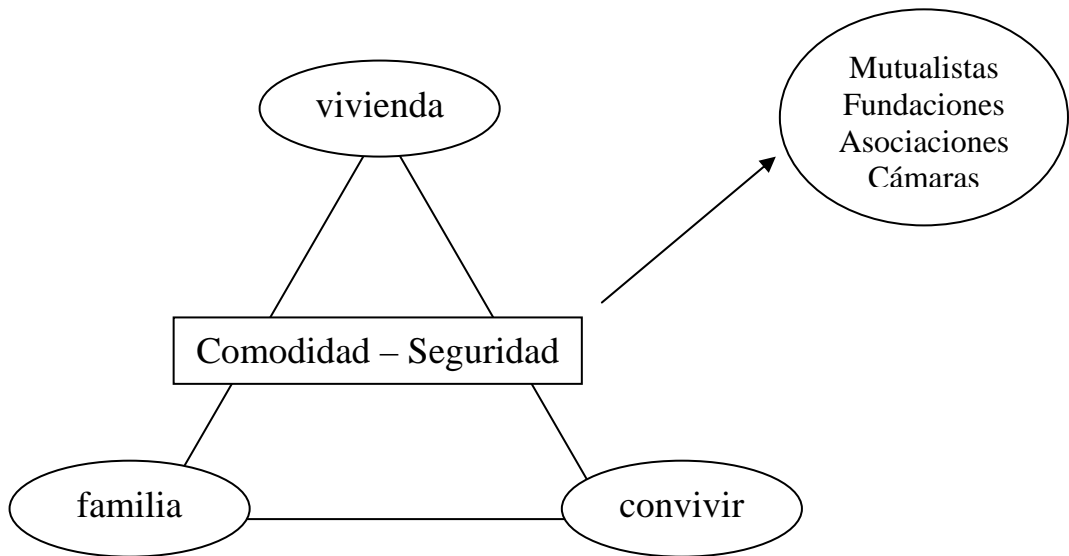 vivienda
Mutualistas
Fundaciones
Asociaciones
Cámaras
Comodidad – Seguridad
familia
convivir